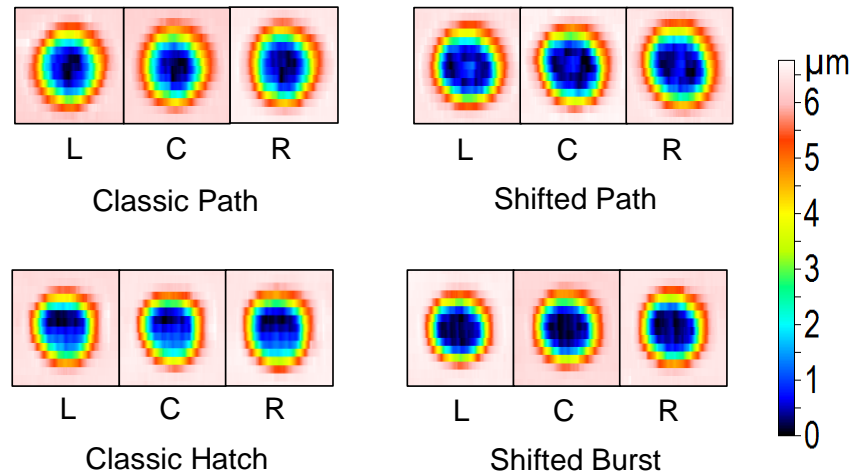 L C R
Classic Path
L C R
Shifted Path
L C R
Classic Hatch
L C R
Shifted Burst
µm
6
5
4
3
2
1
0